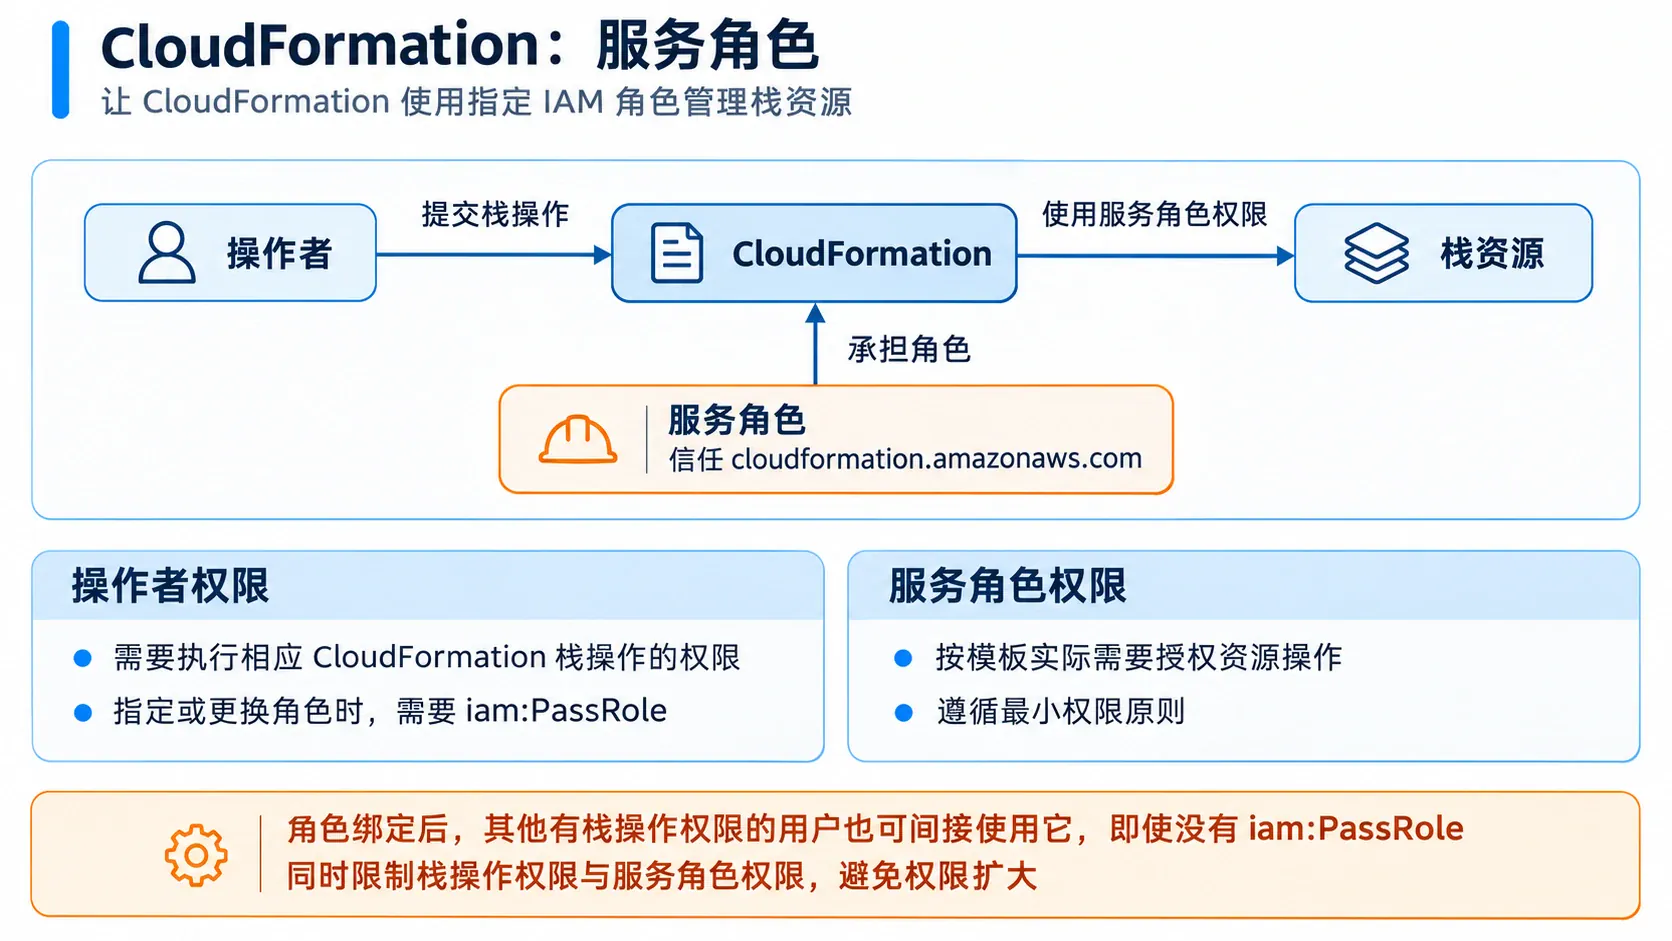 CloudFormation：服务角色
让 CloudFormation 使用指定 IAM 角色管理栈资源
操作者
提交栈操作
CloudFormation
使用服务角色权限
栈资源
承担角色
服务角色
信任 cloudformation.amazonaws.com
操作者权限
需要执行相应 CloudFormation 栈操作的权限
指定或更换角色时，需要 iam:PassRole
服务角色权限
按模板实际需要授权资源操作
遵循最小权限原则
角色绑定后，其他有栈操作权限的用户也可间接使用它，即使没有 iam:PassRole
同时限制栈操作权限与服务角色权限，避免权限扩大